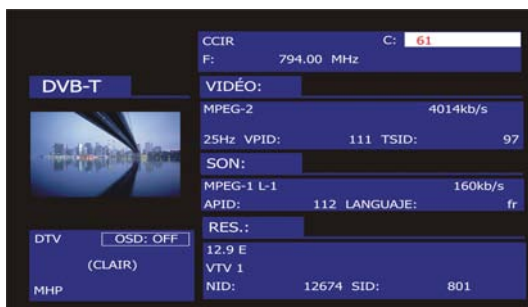 CCIR C: 61
F: 794.00 MHz
DVB-T
VIDÉO:
MPEG-2 4014kb/s
25Hz VPID: 111 TSID: 97
SON:
MPEG-1 L-1 160kb/s
APID: 112 LANGUAJE: fr
RES.:
12.9 E
VTV 1
NID: 12674 SID: 801
DTV OSD: OFF
(CLAIR)
MHP